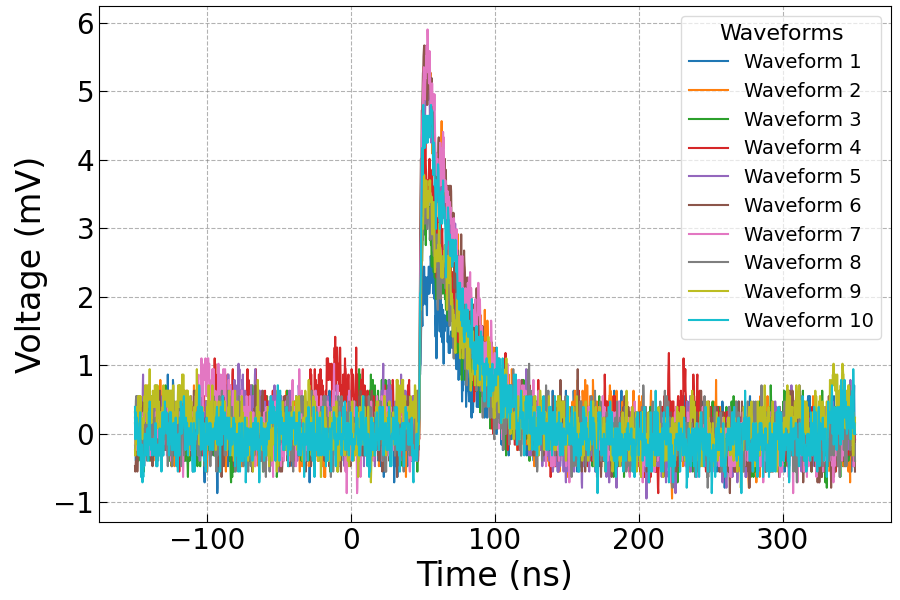 Waveforms
Waveform 1
Waveform 2
Waveform 3
Waveform 4
Waveform 5
Waveform 6
Waveform 7
Waveform 8
Waveform 9
Waveform 10
6
5
4
3
2
1
0
−1
Voltage (mV)
−100 0 100 200 300
Time (ns)